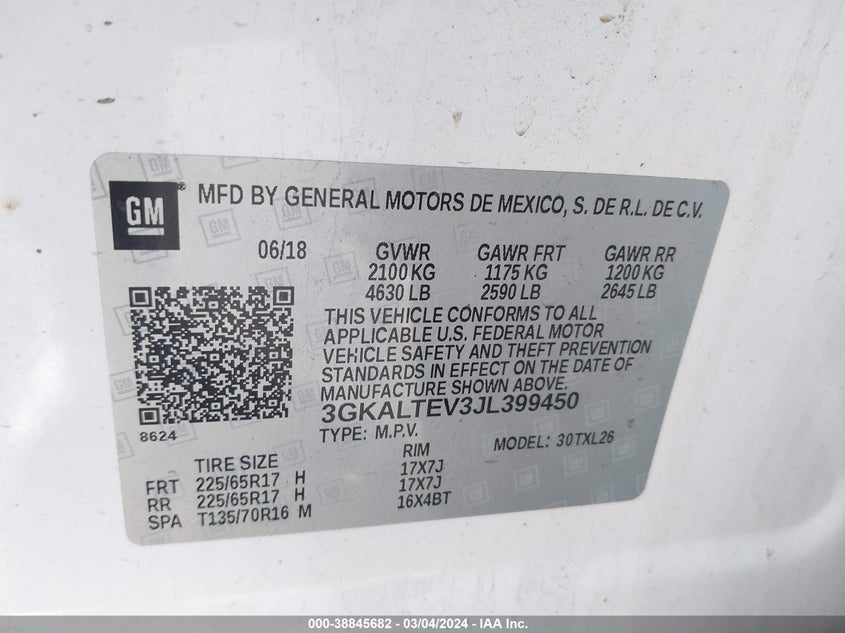 GM® MFD BY GENERAL MOTORS DE MEXICO, S. DE R.L. DE C.V.
06/18 GVWR GAWR FRT GAWR RR
2100 KG 1175 KG 1200 KG
4630 LB 2590 LB 2645 LB
THIS VEHICLE CONFORMS TO ALL
APPLICABLE U.S. FEDERAL MOTOR
VEHICLE SAFETY AND THEFT PREVENTION
STANDARDS IN EFFECT ON THE DATE OF
MANUFACTURE SHOWN ABOVE.
8624 3GKALTEV3JL399450
TYPE: M.P.V. MODEL: 30TXL26
TIRE SIZE RIM
FRT 225/65R17 H 17X7J
RR 225/65R17 H 17X7J
SPA T135/70R16 M 16X4BT
000-38845682 - 03/04/2024 - IAA Inc.